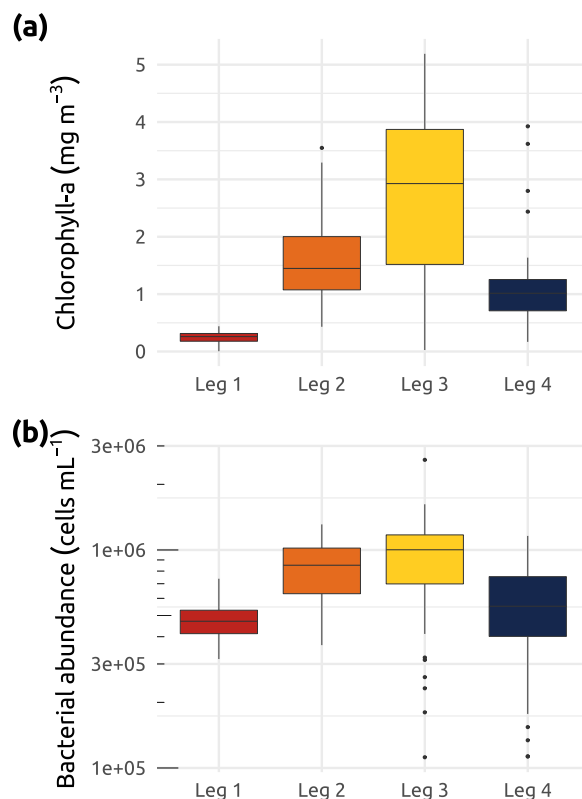 (a)
Chlorophyll-a (mg m⁻³)
5
4
3
2
1
0
Leg 1 Leg 2 Leg 3 Leg 4
(b)
Bacterial abundance (cells mL⁻¹)
3e+06
1e+06
3e+05
1e+05
Leg 1 Leg 2 Leg 3 Leg 4